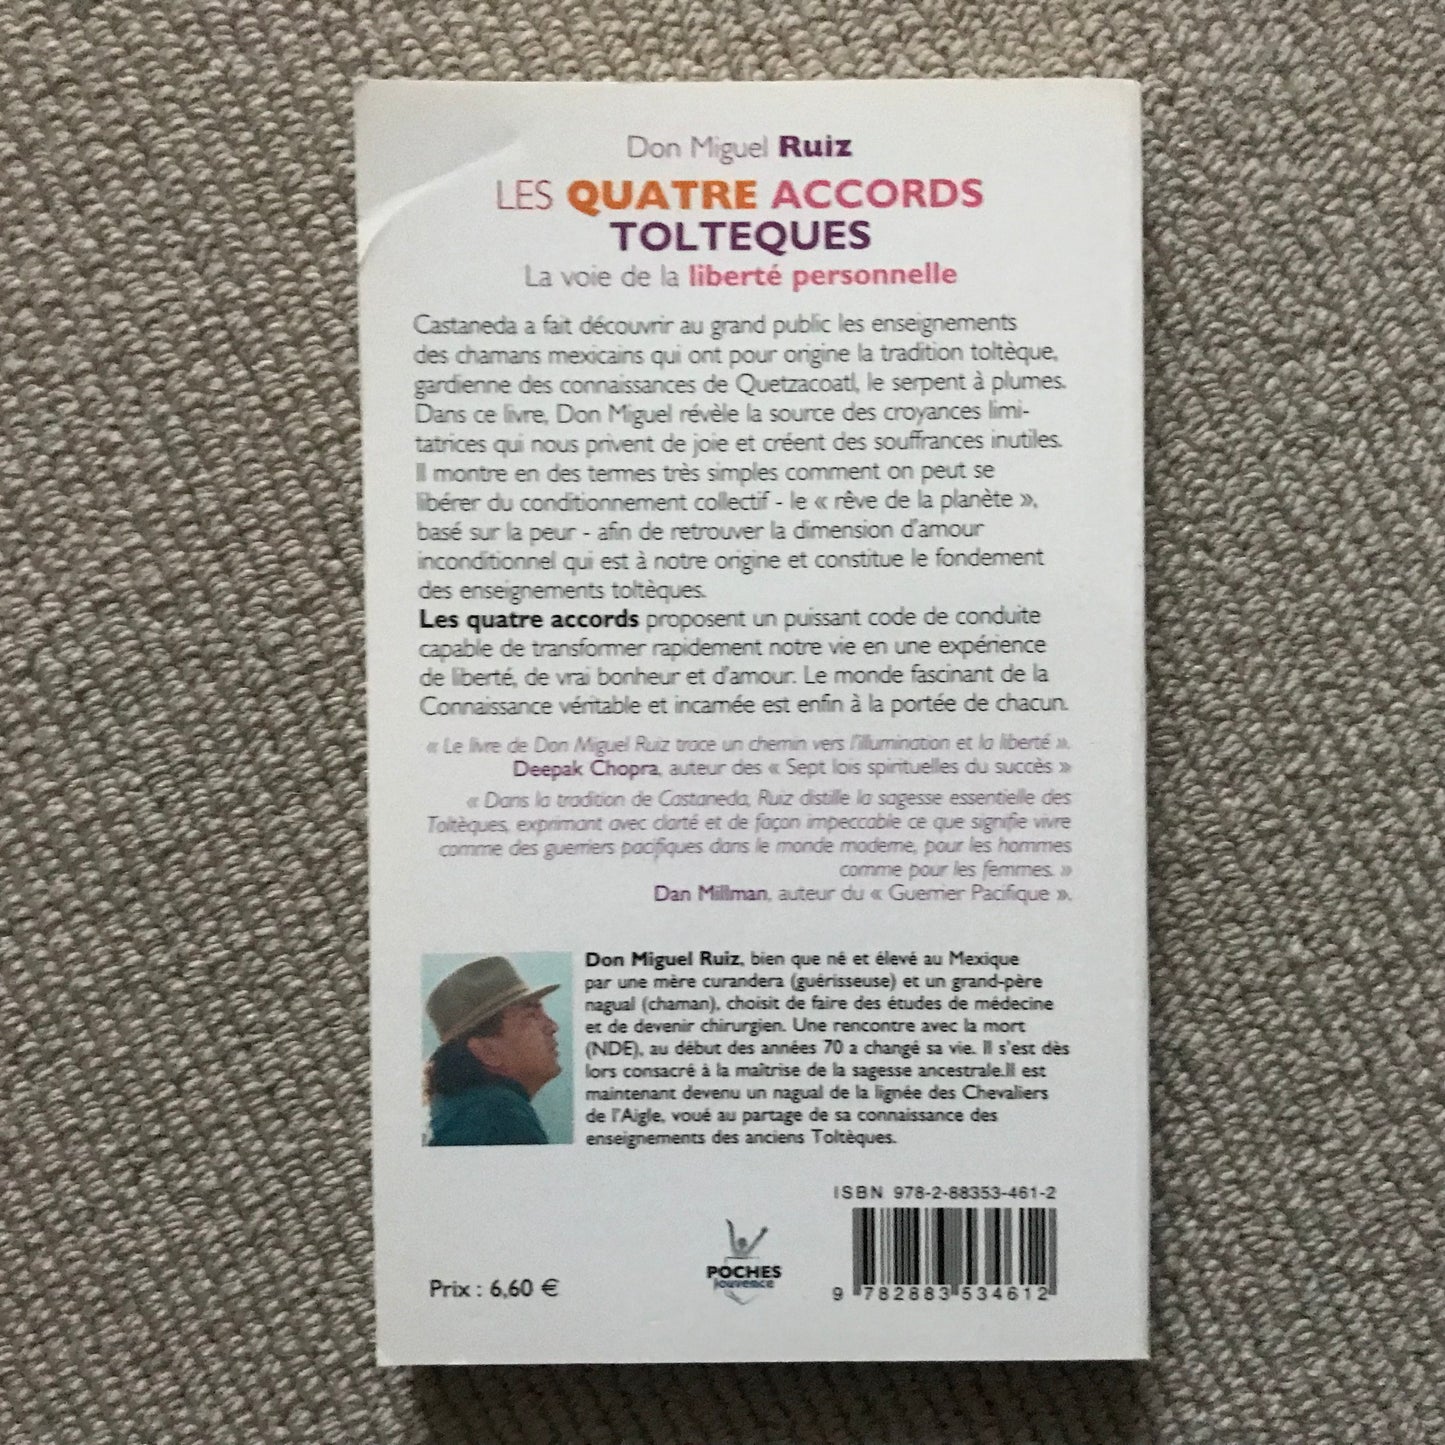 Don Miguel Ruiz
LES QUATRE ACCORDS
TOLTEQUES
La voie de la liberté personnelle
Castaneda a fait découvrir au grand public les enseignements
des chamans mexicains qui ont pour origine la tradition toltèque,
gardienne des connaissances de Quetzacoatl, le serpent à plumes.
Dans ce livre, Don Miguel révèle la source des croyances limi-
tatrices qui nous privent de joie et créent des souffrances inutiles.
Il montre en des termes très simples comment on peut se
libérer du conditionnement collectif - le « rêve de la planète »,
basé sur la peur - afin de retrouver la dimension d'amour
inconditionnel qui est à notre origine et constitue le fondement
des enseignements toltèques.
Les quatre accords proposent un puissant code de conduite
capable de transformer rapidement notre vie en une expérience
de liberté, de vrai bonheur et d'amour. Le monde fascinant de la
Connaissance véritable et incarnée est enfin à la portée de chacun.
« Le livre de Don Miguel Ruiz trace un chemin vers l'illumination et la liberté ».
Deepak Chopra, auteur des « Sept lois spirituelles du succès »
« Dans la tradition de Castaneda, Ruiz distille la sagesse essentielle des
Toltèques, exprimant avec clarté et de façon impeccable ce que signifie vivre
comme des guerriers pacifiques dans le monde moderne, pour les hommes
comme pour les femmes. »
Dan Millman, auteur du « Guerrier Pacifique ».
Don Miguel Ruiz, bien que né et élevé au Mexique
par une mère curandera (guérisseuse) et un grand-père
nagual (chaman), choisit de faire des études de médecine
et de devenir chirurgien. Une rencontre avec la mort
(NDE), au début des années 70 a changé sa vie. Il s'est dès
lors consacré à la maîtrise de la sagesse ancestrale.Il est
maintenant devenu un nagual de la lignée des Chevaliers
de l'Aigle, voué au partage de sa connaissance des
enseignements des anciens Toltèques.
ISBN 978-2-88353-461-2
POCHES
Jouvence
Prix : 6,60 €
9 782883 534612